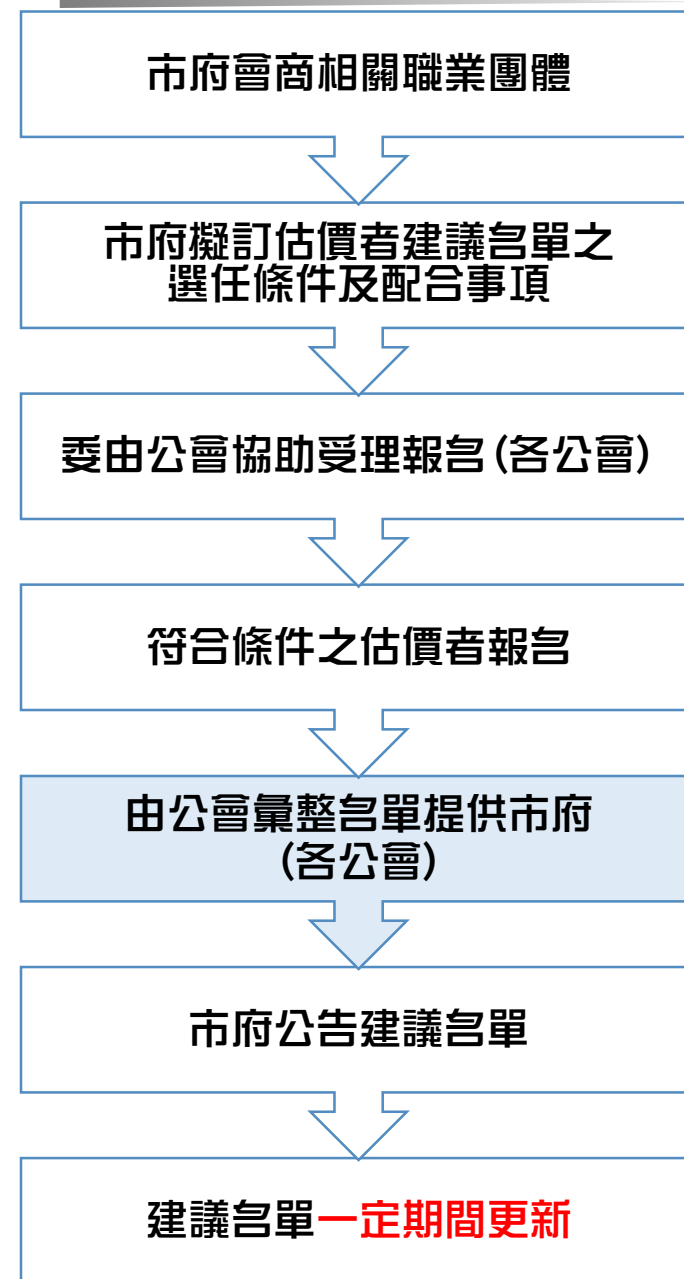 市府會商相關職業團體
市府擬訂估價者建議名單之
選任條件及配合事項
委由公會協助受理報名(各公會)
符合條件之估價者報名
由公會彙整名單提供市府
(各公會)
市府公告建議名單
建議名單一定期間更新